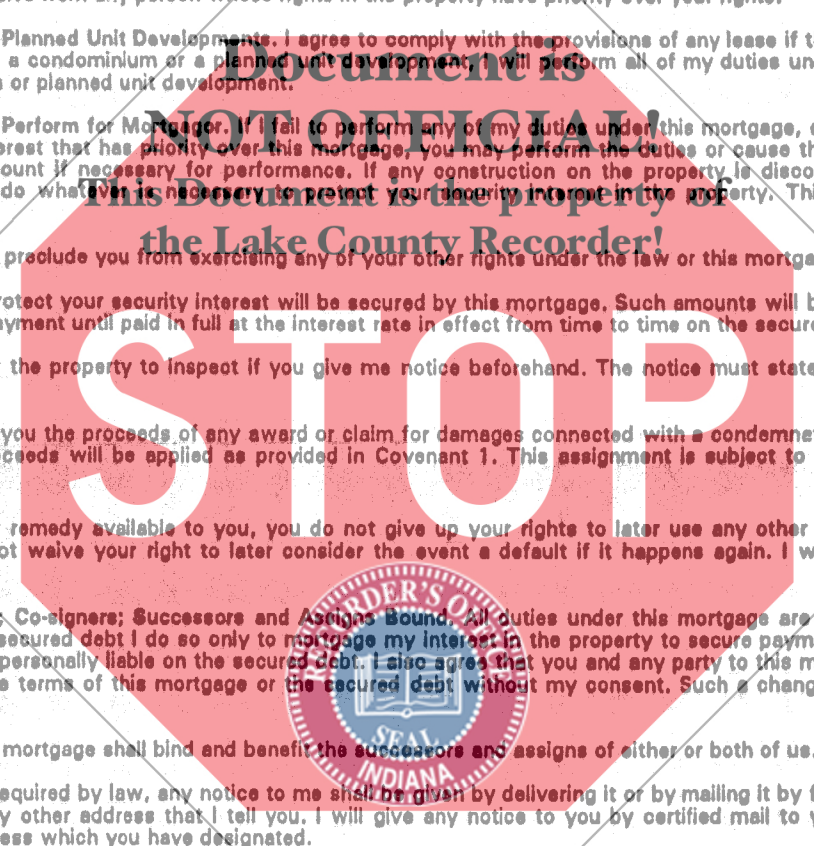 Planned Unit Developments. I agree to comply with the provisions of any lease if t
a condominium or a planned unit development, I will perform all of my duties un
or planned unit development.
Document is
NOT OFFICIAL!
This Document is the property of
the Lake County Recorder!
Perform for Mortgagor. If I fail to perform any of my duties under this mortgage,
erest that has priority over this mortgage, you may perform the duties or cause th
ount if necessary for performance. If any construction on the property is disco
do whatever is necessary to protect your security interest in the property. Thi
preclude you from exercising any of your other rights under the law or this mortga
otect your security interest will be secured by this mortgage. Such amounts will b
ayment until paid in full at the interest rate in effect from time to time on the secure
the property to inspect if you give me notice beforehand. The notice must state
STOP
you the proceeds of any award or claim for damages connected with a condemna
ceeds will be applied as provided in Covenant 1. This assignment is subject to
remedy available to you, you do not give up your rights to later use any other
ot waive your right to later consider the event a default if it happens again. I w
Co-signers; Successors and Assigns Bound. All duties under this mortgage are
secured debt I do so only to mortgage my interest in the property to secure paym
personally liable on the secured debt. I also agree that you and any party to this m
e terms of this mortgage or the secured debt without my consent. Such a chang
RECORDER'S OFFICE
SEAL
INDIANA
mortgage shall bind and benefit the successors and assigns of either or both of us.
equired by law, any notice to me shall be given by delivering it or by mailing it by f
y other address that I tell you. I will give any notice to you by certified mail to y
ess which you have designated.